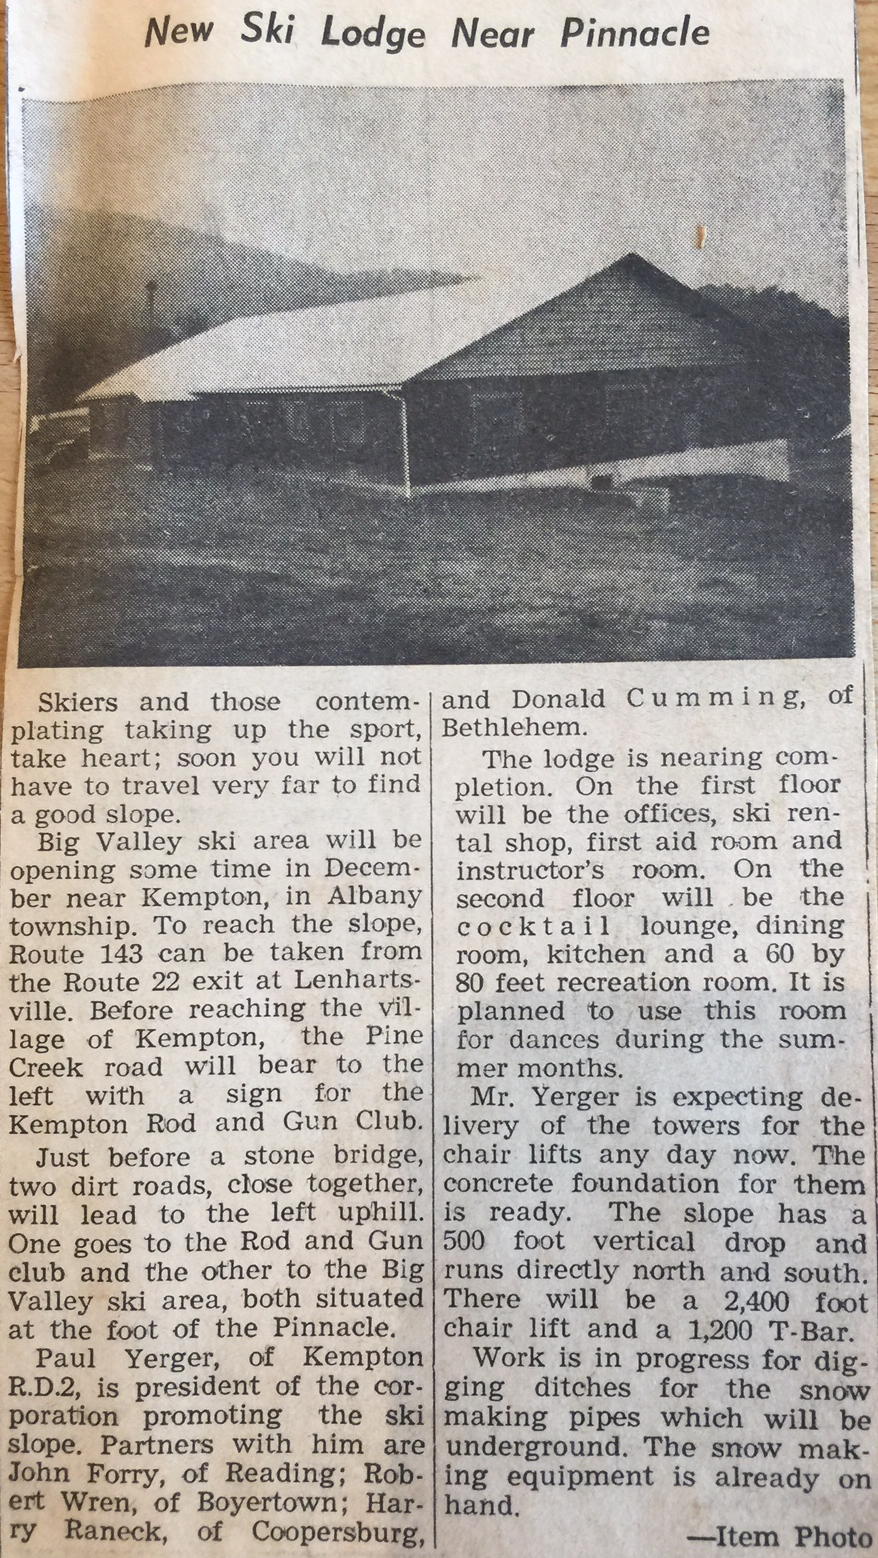 New Ski Lodge Near Pinnacle
Skiers and those contem-
plating taking up the sport,
take heart; soon you will not
have to travel very far to find
a good slope.
Big Valley ski area will be
opening some time in Decem-
ber near Kempton, in Albany
township. To reach the slope,
Route 143 can be taken from
the Route 22 exit at Lenharts-
ville. Before reaching the vil-
lage of Kempton, the Pine
Creek road will bear to the
left with a sign for the
Kempton Rod and Gun Club.
Just before a stone bridge,
two dirt roads, close together,
will lead to the left uphill.
One goes to the Rod and Gun
club and the other to the Big
Valley ski area, both situated
at the foot of the Pinnacle.
Paul Yerger, of Kempton
R.D.2, is president of the cor-
poration promoting the ski
slope. Partners with him are
John Forry, of Reading; Rob-
ert Wren, of Boyertown; Har-
ry Raneck, of Coopersburg,
and Donald Cumming, of
Bethlehem.
The lodge is nearing com-
pletion. On the first floor
will be the offices, ski ren-
tal shop, first aid room and
instructor's room. On the
second floor will be the
cocktail lounge, dining
room, kitchen and a 60 by
80 feet recreation room. It is
planned to use this room
for dances during the sum-
mer months.
Mr. Yerger is expecting de-
livery of the towers for the
chair lifts any day now. The
concrete foundation for them
is ready. The slope has a
500 foot vertical drop and
runs directly north and south.
There will be a 2,400 foot
chair lift and a 1,200 T-Bar.
Work is in progress for dig-
ging ditches for the snow
making pipes which will be
underground. The snow mak-
ing equipment is already on
hand.
—Item Photo